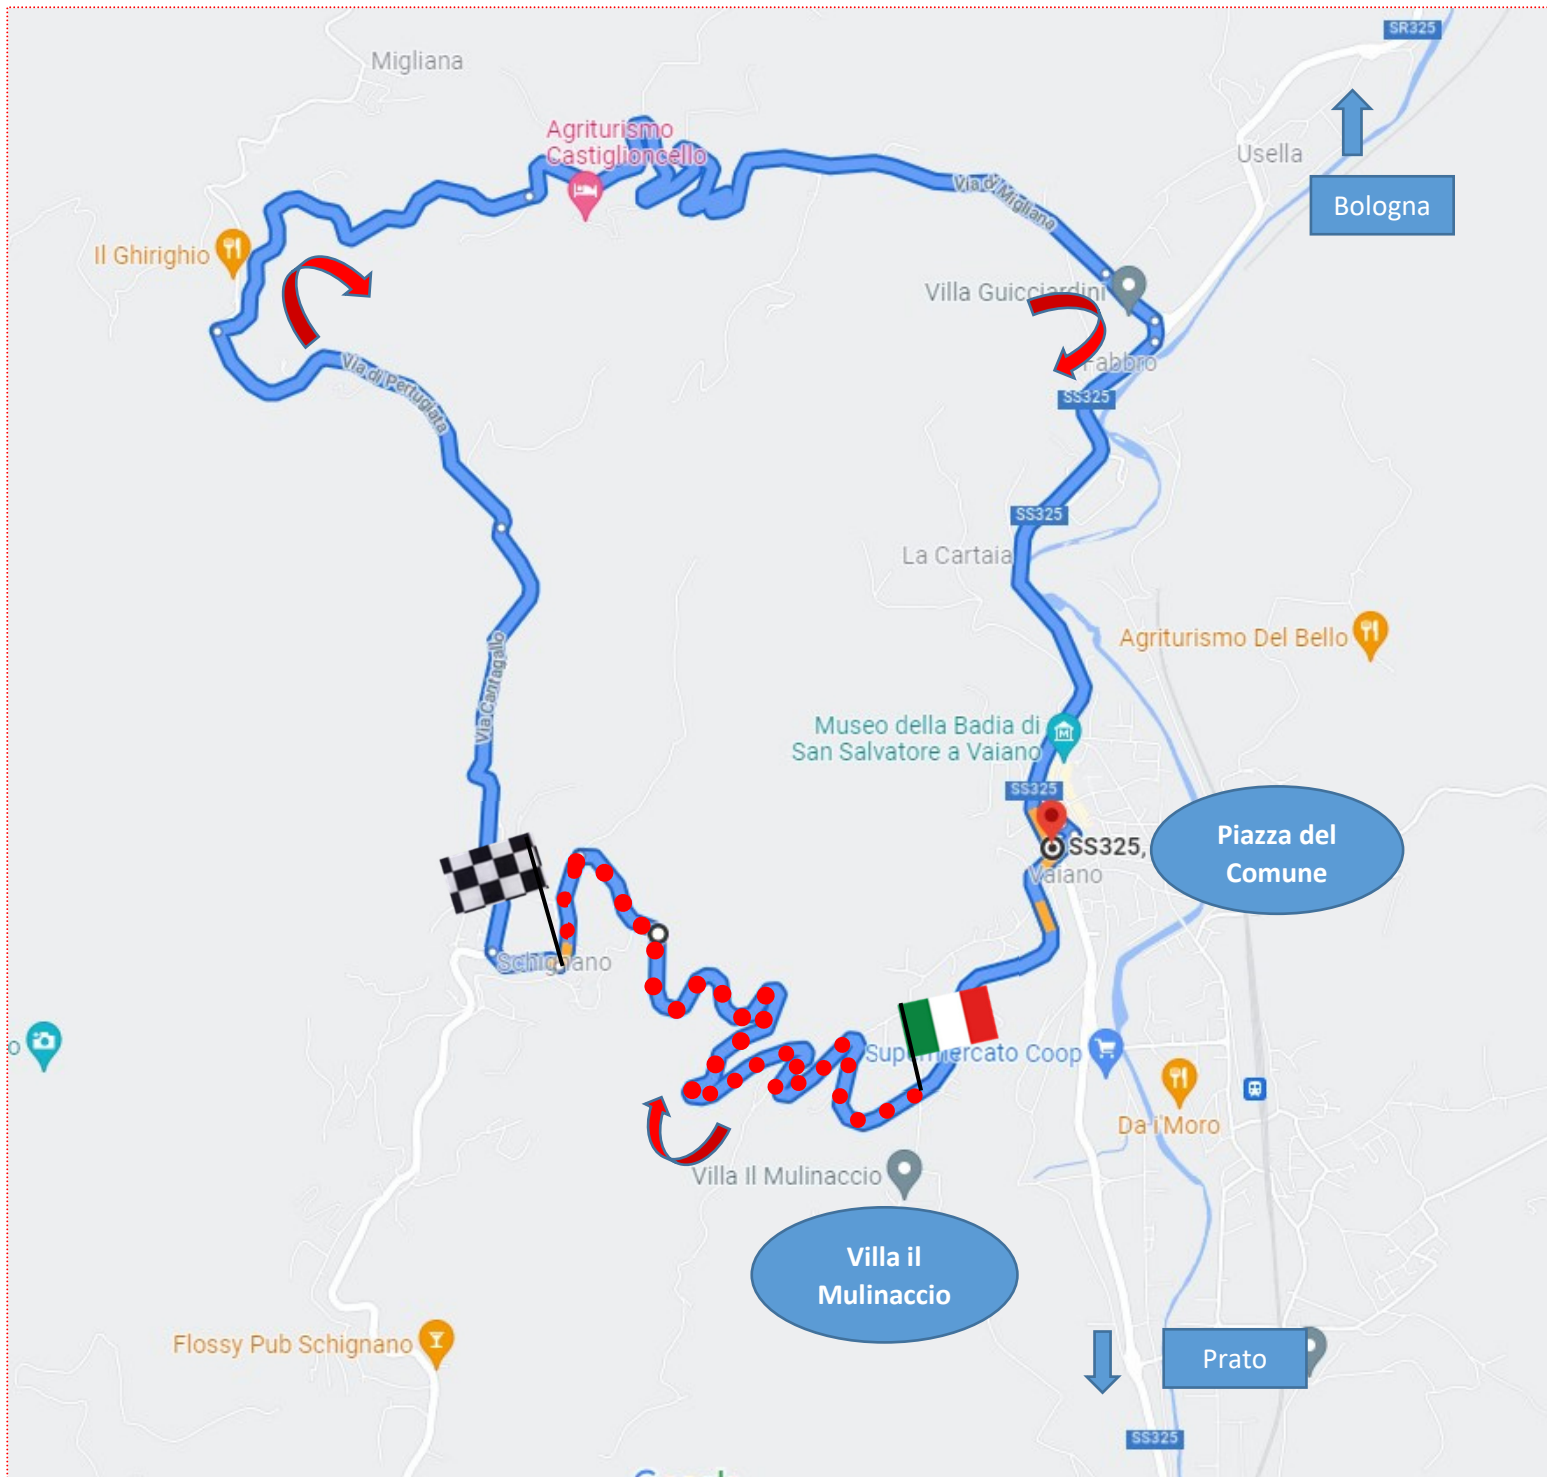 SR325
Migliana
Agriturismo
Castiglioncello
Usella
Via di Migliana
Bologna
Il Ghirighio
Villa Guicciardini
Fabbro
Via di Pertugiata
SS325
SS325
La Cartaia
Agriturismo Del Bello
Via Cantagallo
Museo della Badia di
San Salvatore a Vaiano
SS325
SS325,
Vaiano
Piazza del
Comune
Schignano
o
Supermercato Coop
Da i'Moro
Villa Il Mulinaccio
Villa il
Mulinaccio
Flossy Pub Schignano
Prato
SS325